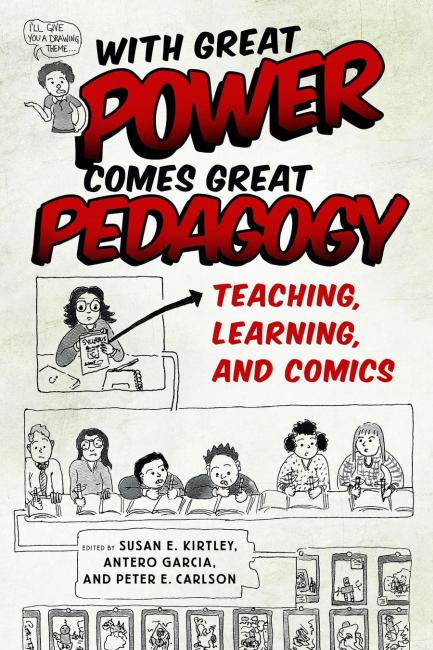 I'LL GIVE
YOU A DRAWING
THEME...
WITH GREAT
POWER
COMES GREAT
PEDAGOGY
TEACHING,
LEARNING,
AND COMICS
SYLLABUS
EDITED BY SUSAN E. KIRTLEY,
ANTERO GARCIA,
AND PETER E. CARLSON